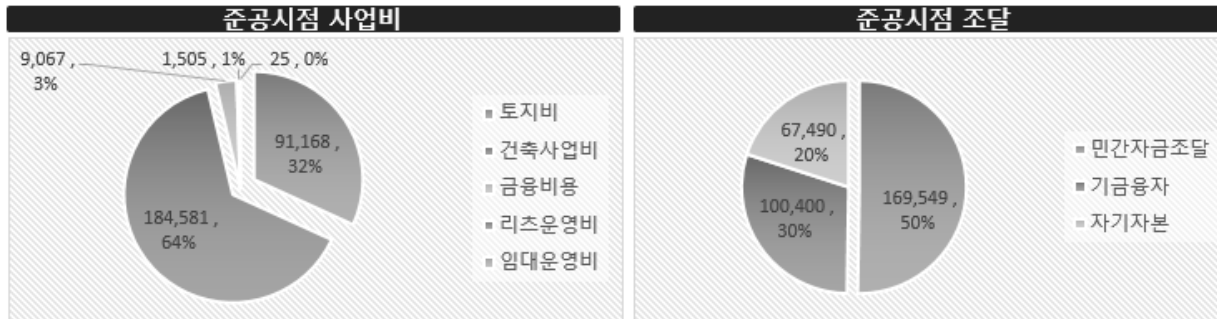 준공시점 사업비
9,067 ,
3%
1,505 , 1%
25 , 0%
91,168 ,
32%
184,581 ,
64%
토지비
건축사업비
금융비용
리츠운영비
임대운영비
준공시점 조달
67,490 ,
20%
100,400 ,
30%
169,549 ,
50%
민간자금조달
기금융자
자기자본